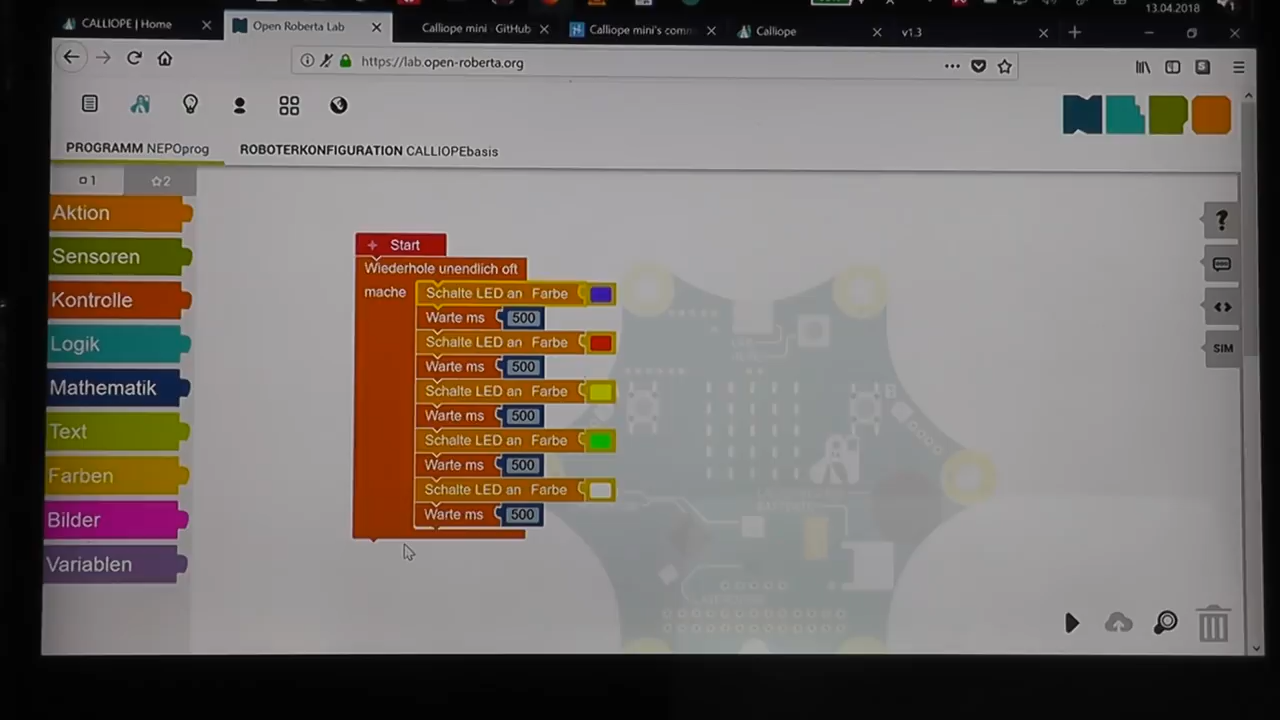 13.04.2018
CALLIOPE | Home
Open Roberta Lab
Calliope mini · GitHub
Calliope mini's comm
Calliope
v1.3
https://lab.open-roberta.org
PROGRAMM NEPOprog
ROBOTERKONFIGURATION CALLIOPEbasis
1
2
Aktion
Sensoren
Kontrolle
Logik
Mathematik
Text
Farben
Bilder
Variablen
+ Start
Wiederhole unendlich oft
mache
Schalte LED an Farbe
Warte ms 500
Schalte LED an Farbe
Warte ms 500
Schalte LED an Farbe
Warte ms 500
Schalte LED an Farbe
Warte ms 500
Schalte LED an Farbe
Warte ms 500
?
SIM